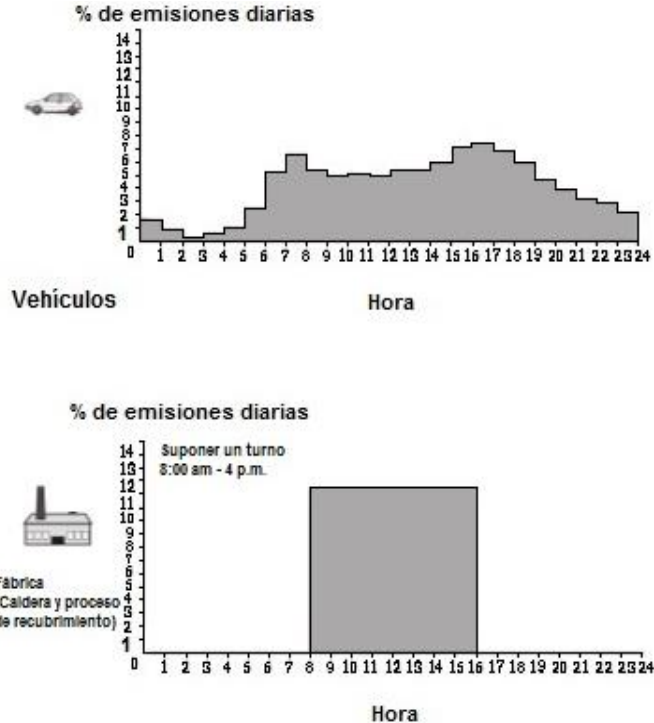 % de emisiones diarias
14
13
12
11
10
9
8
7
6
5
4
3
2
1
0 1 2 3 4 5 6 7 8 9 10 11 12 13 14 15 16 17 18 19 20 21 22 23 24
Vehículos
Hora
% de emisiones diarias
Suponer un turno
8:00 am - 4 p.m.
14
13
12
11
10
9
8
7
6
5
4
3
2
1
Fábrica
Caldera y proceso
de recubrimiento)
0 1 2 3 4 5 6 7 8 9 10 11 12 13 14 15 16 17 18 19 20 21 22 23 24
Hora